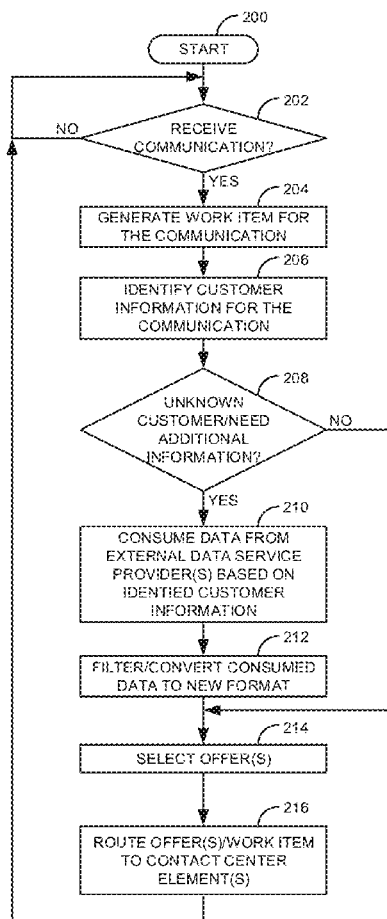 200
START
202
NO
RECEIVE
COMMUNICATION?
YES
204
GENERATE WORK ITEM FOR
THE COMMUNICATION
206
IDENTIFY CUSTOMER
INFORMATION FOR THE
COMMUNICATION
208
UNKNOWN
CUSTOMER/NEED
ADDITIONAL
INFORMATION?
NO
YES
210
CONSUME DATA FROM
EXTERNAL DATA SERVICE
PROVIDER(S) BASED ON
IDENTIED CUSTOMER
INFORMATION
212
FILTER/CONVERT CONSUMED
DATA TO NEW FORMAT
214
SELECT OFFER(S)
216
ROUTE OFFER(S)/WORK ITEM
TO CONTACT CENTER
ELEMENT(S)